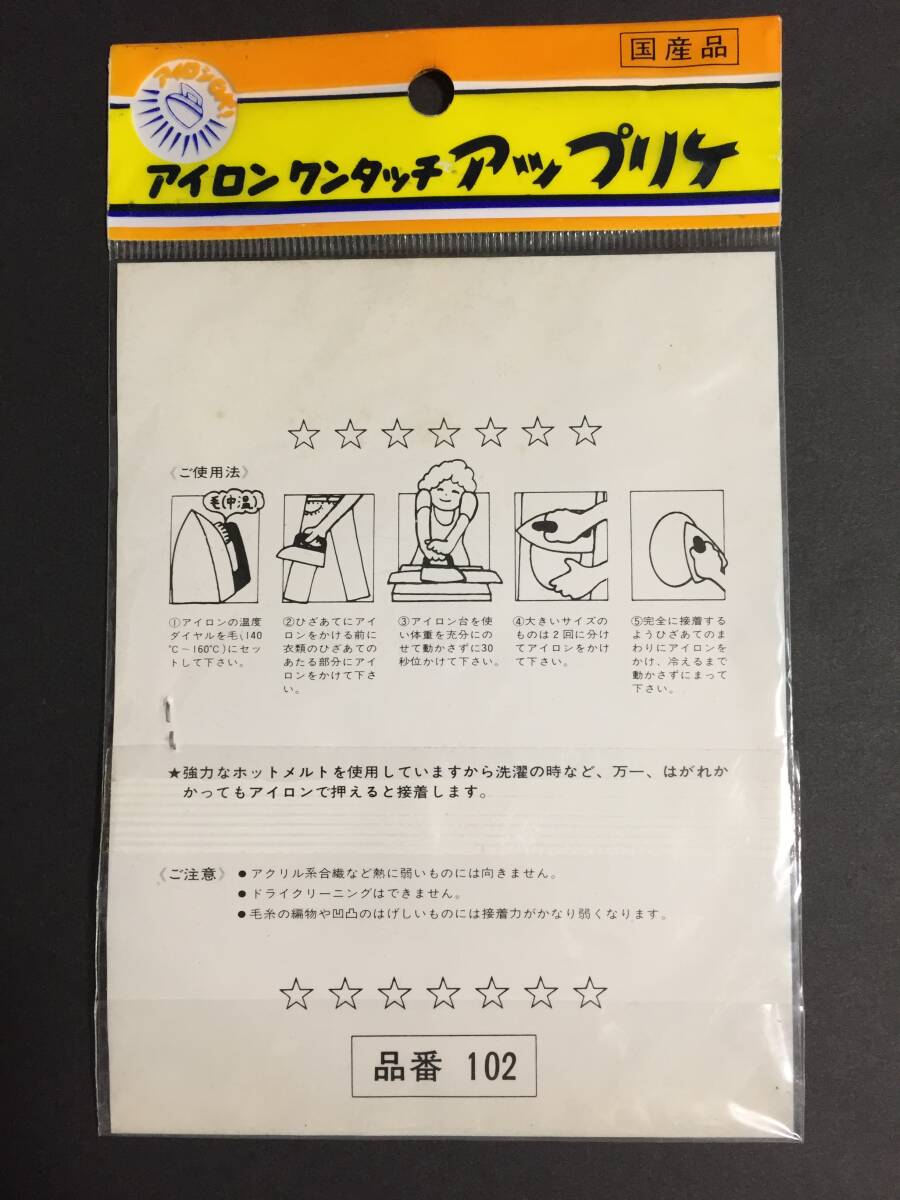 国産品
アイロンOK!
アイロンワンタッチアップリケ
☆☆☆☆☆☆☆
《ご使用法》
毛(中温)
①アイロンの温度
ダイヤルを毛(140
℃～160℃)にセッ
トして下さい。
②ひざあてにアイ
ロンをかける前に
衣類のひざあての
あたる部分にアイ
ロンをかけて下さ
い。
③アイロン台を使
い体重を充分にの
せて動かさずに30
秒位かけて下さい。
④大きいサイズの
ものは2回に分け
てアイロンをかけ
て下さい。
⑤完全に接着する
ようひざあてのま
わりにアイロンを
かけ、冷えるまで
動かさずにまって
下さい。
★強力なホットメルトを使用していますから洗濯の時など、万一、はがれか
かってもアイロンで押えると接着します。
《ご注意》 ●アクリル系合繊など熱に弱いものには向きません。
●ドライクリーニングはできません。
●毛糸の編物や凹凸のはげしいものには接着力がかなり弱くなります。
☆☆☆☆☆☆☆
品番 102